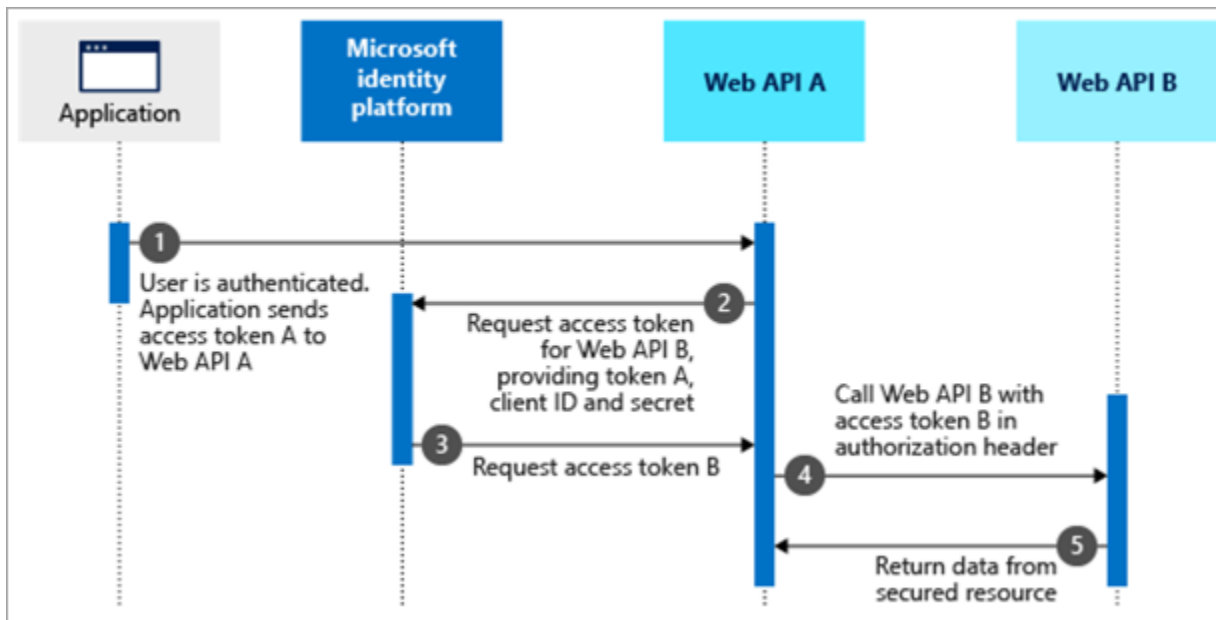 Application
Microsoft
identity
platform
Web API A
Web API B
1
User is authenticated.
Application sends
access token A to
Web API A
2
Request access token
for Web API B,
providing token A,
client ID and secret
3
Request access token B
Call Web API B with
access token B in
authorization header
4
5
Return data from
secured resource